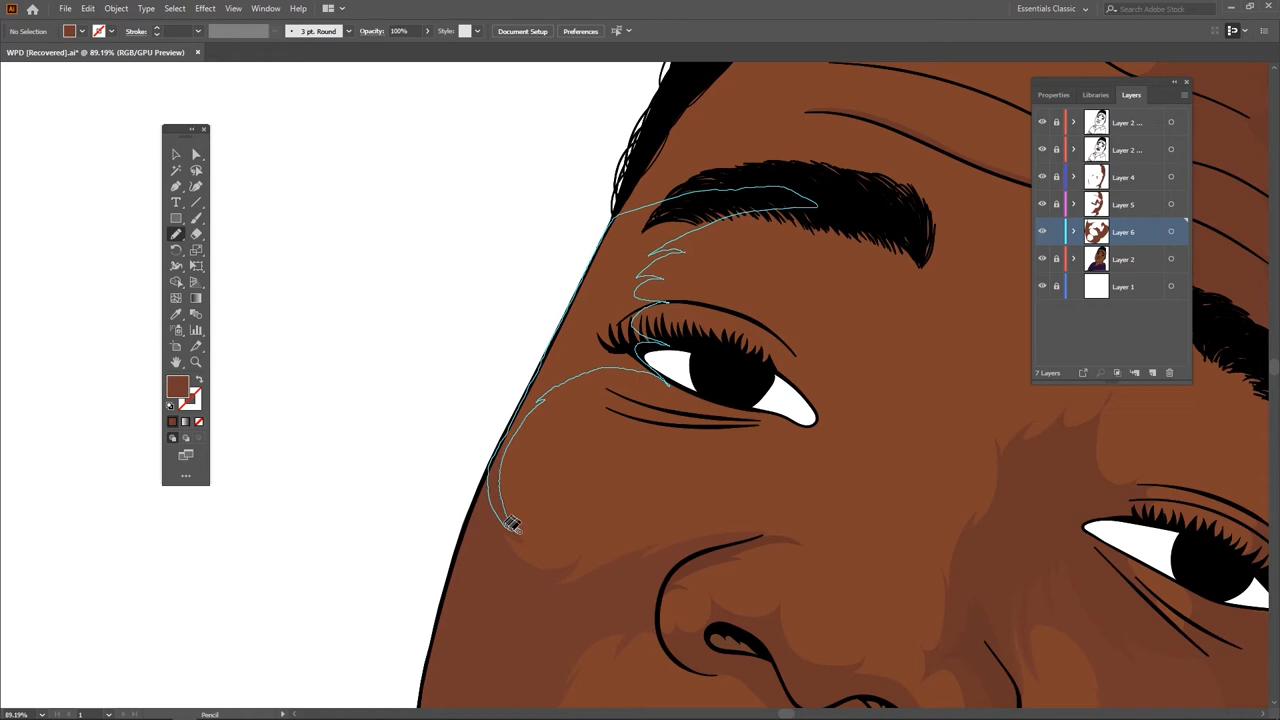 Ai File Edit Object Type Select Effect View Window Help Essentials Classic Search Adobe Stock
No Selection Stroke: 3 pt. Round Opacity: 100% Style: Document Setup Preferences
WPD [Recovered].ai* @ 89.19% (RGB/GPU Preview)
Properties Libraries Layers
Layer 2 ...
Layer 2 ...
Layer 4
Layer 5
Layer 6
Layer 2
Layer 1
7 Layers
89.19% 1 Pencil